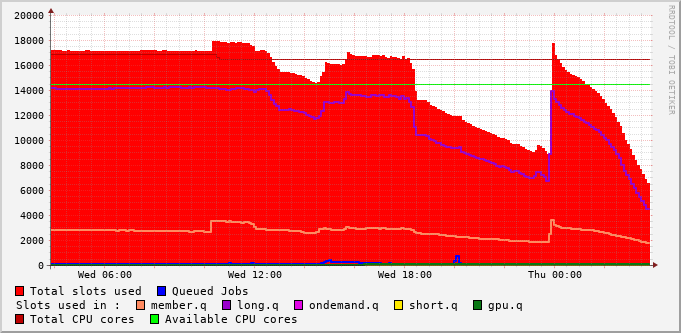 20000
18000
16000
14000
12000
10000
8000
6000
4000
2000
0
Wed 06:00 Wed 12:00 Wed 18:00 Thu 00:00
RRDTOOL / TOBI OETIKER
Total slots used Queued Jobs
Slots used in : member.q long.q ondemand.q short.q gpu.q
Total CPU cores Available CPU cores